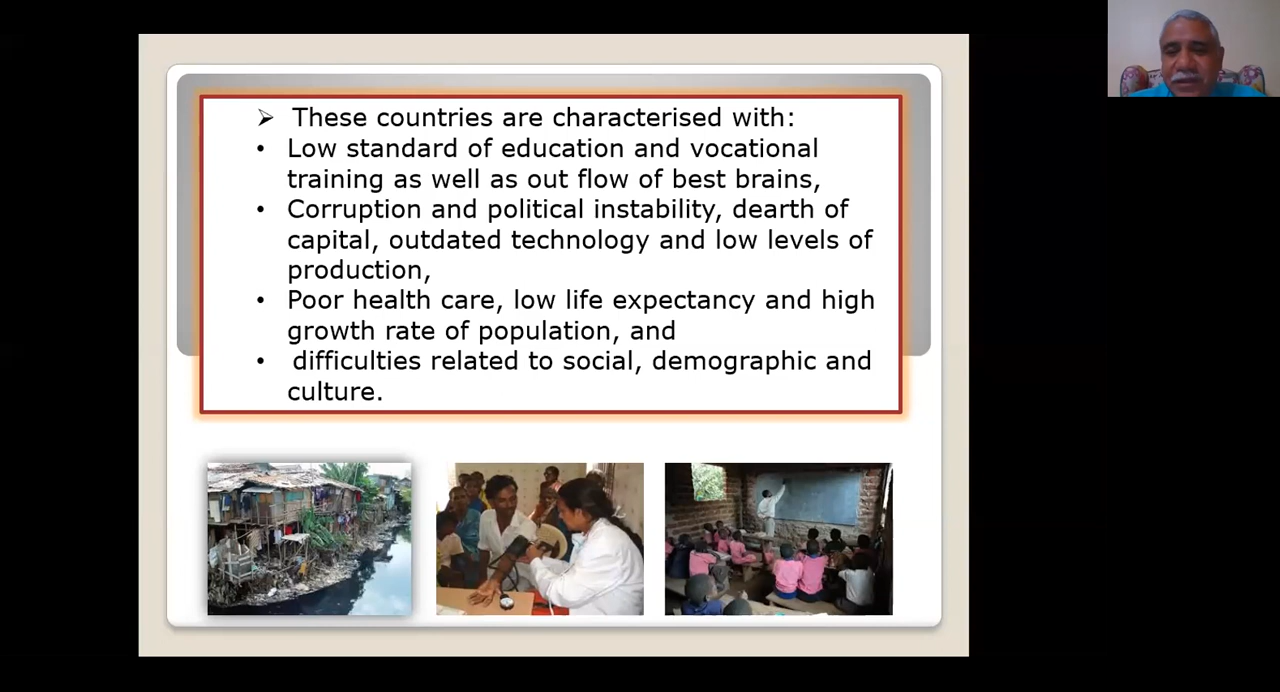 ➢ These countries are characterised with:
• Low standard of education and vocational
training as well as out flow of best brains,
• Corruption and political instability, dearth of
capital, outdated technology and low levels of
production,
• Poor health care, low life expectancy and high
growth rate of population, and
• difficulties related to social, demographic and
culture.